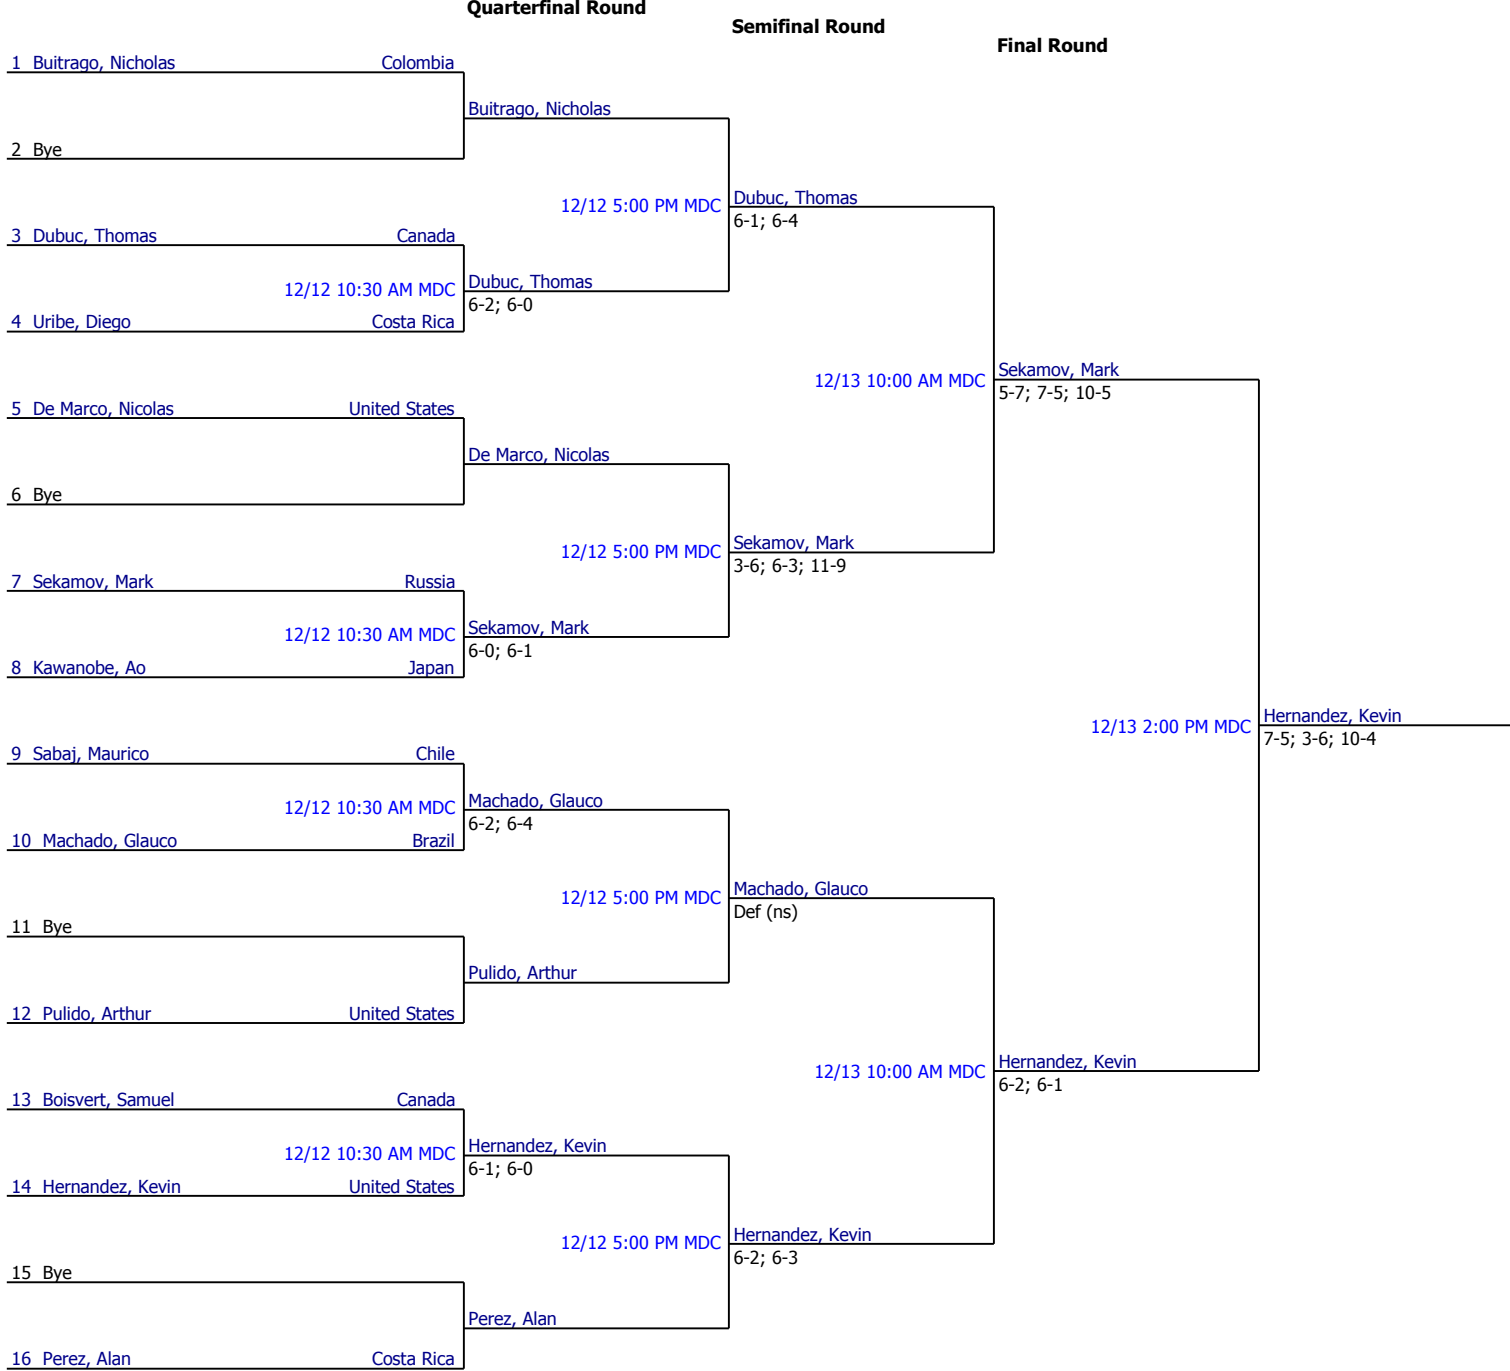 Quarterfinal Round
Semifinal Round
Final Round
1 Buitrago, Nicholas Colombia
Buitrago, Nicholas
2 Bye
12/12 5:00 PM MDC Dubuc, Thomas
6-1; 6-4
3 Dubuc, Thomas Canada
12/12 10:30 AM MDC Dubuc, Thomas
6-2; 6-0
4 Uribe, Diego Costa Rica
12/13 10:00 AM MDC Sekamov, Mark
5-7; 7-5; 10-5
5 De Marco, Nicolas United States
De Marco, Nicolas
6 Bye
12/12 5:00 PM MDC Sekamov, Mark
3-6; 6-3; 11-9
7 Sekamov, Mark Russia
12/12 10:30 AM MDC Sekamov, Mark
6-0; 6-1
8 Kawanobe, Ao Japan
12/13 2:00 PM MDC Hernandez, Kevin
7-5; 3-6; 10-4
9 Sabaj, Maurico Chile
12/12 10:30 AM MDC Machado, Glauco
6-2; 6-4
10 Machado, Glauco Brazil
12/12 5:00 PM MDC Machado, Glauco
Def (ns)
11 Bye
Pulido, Arthur
12 Pulido, Arthur United States
12/13 10:00 AM MDC Hernandez, Kevin
6-2; 6-1
13 Boisvert, Samuel Canada
12/12 10:30 AM MDC Hernandez, Kevin
6-1; 6-0
14 Hernandez, Kevin United States
12/12 5:00 PM MDC Hernandez, Kevin
6-2; 6-3
15 Bye
Perez, Alan
16 Perez, Alan Costa Rica